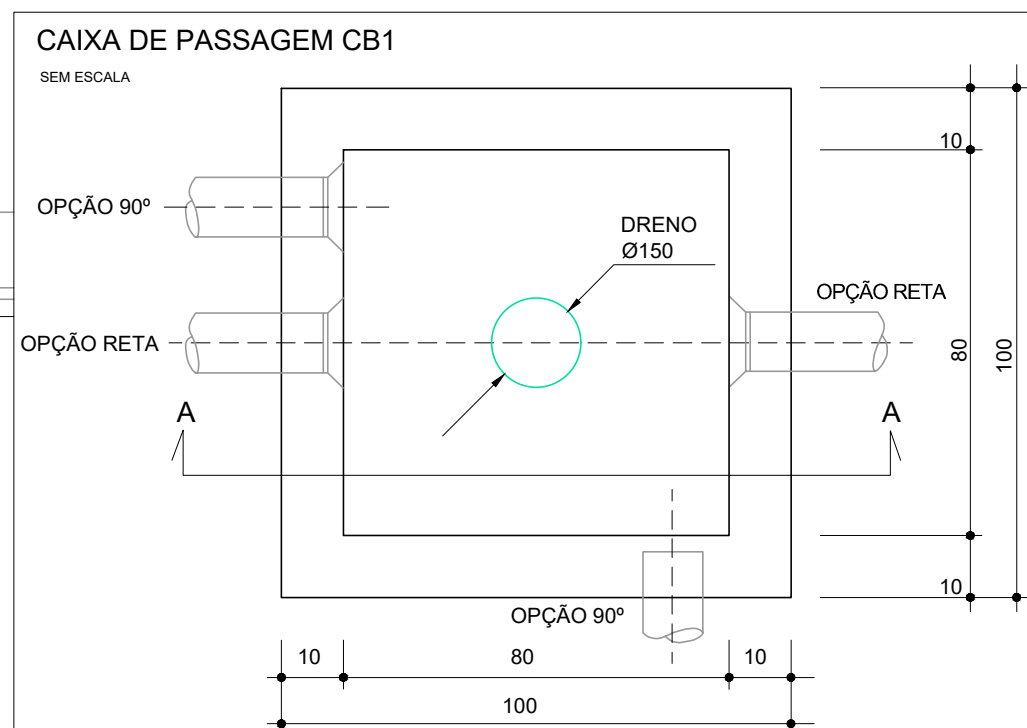 CAIXA DE PASSAGEM CB1
SEM ESCALA
10
OPÇÃO 90º
DRENO
Ø150
OPÇÃO RETA
OPÇÃO RETA
80
100
A
A
10
OPÇÃO 90º
10
80
10
100